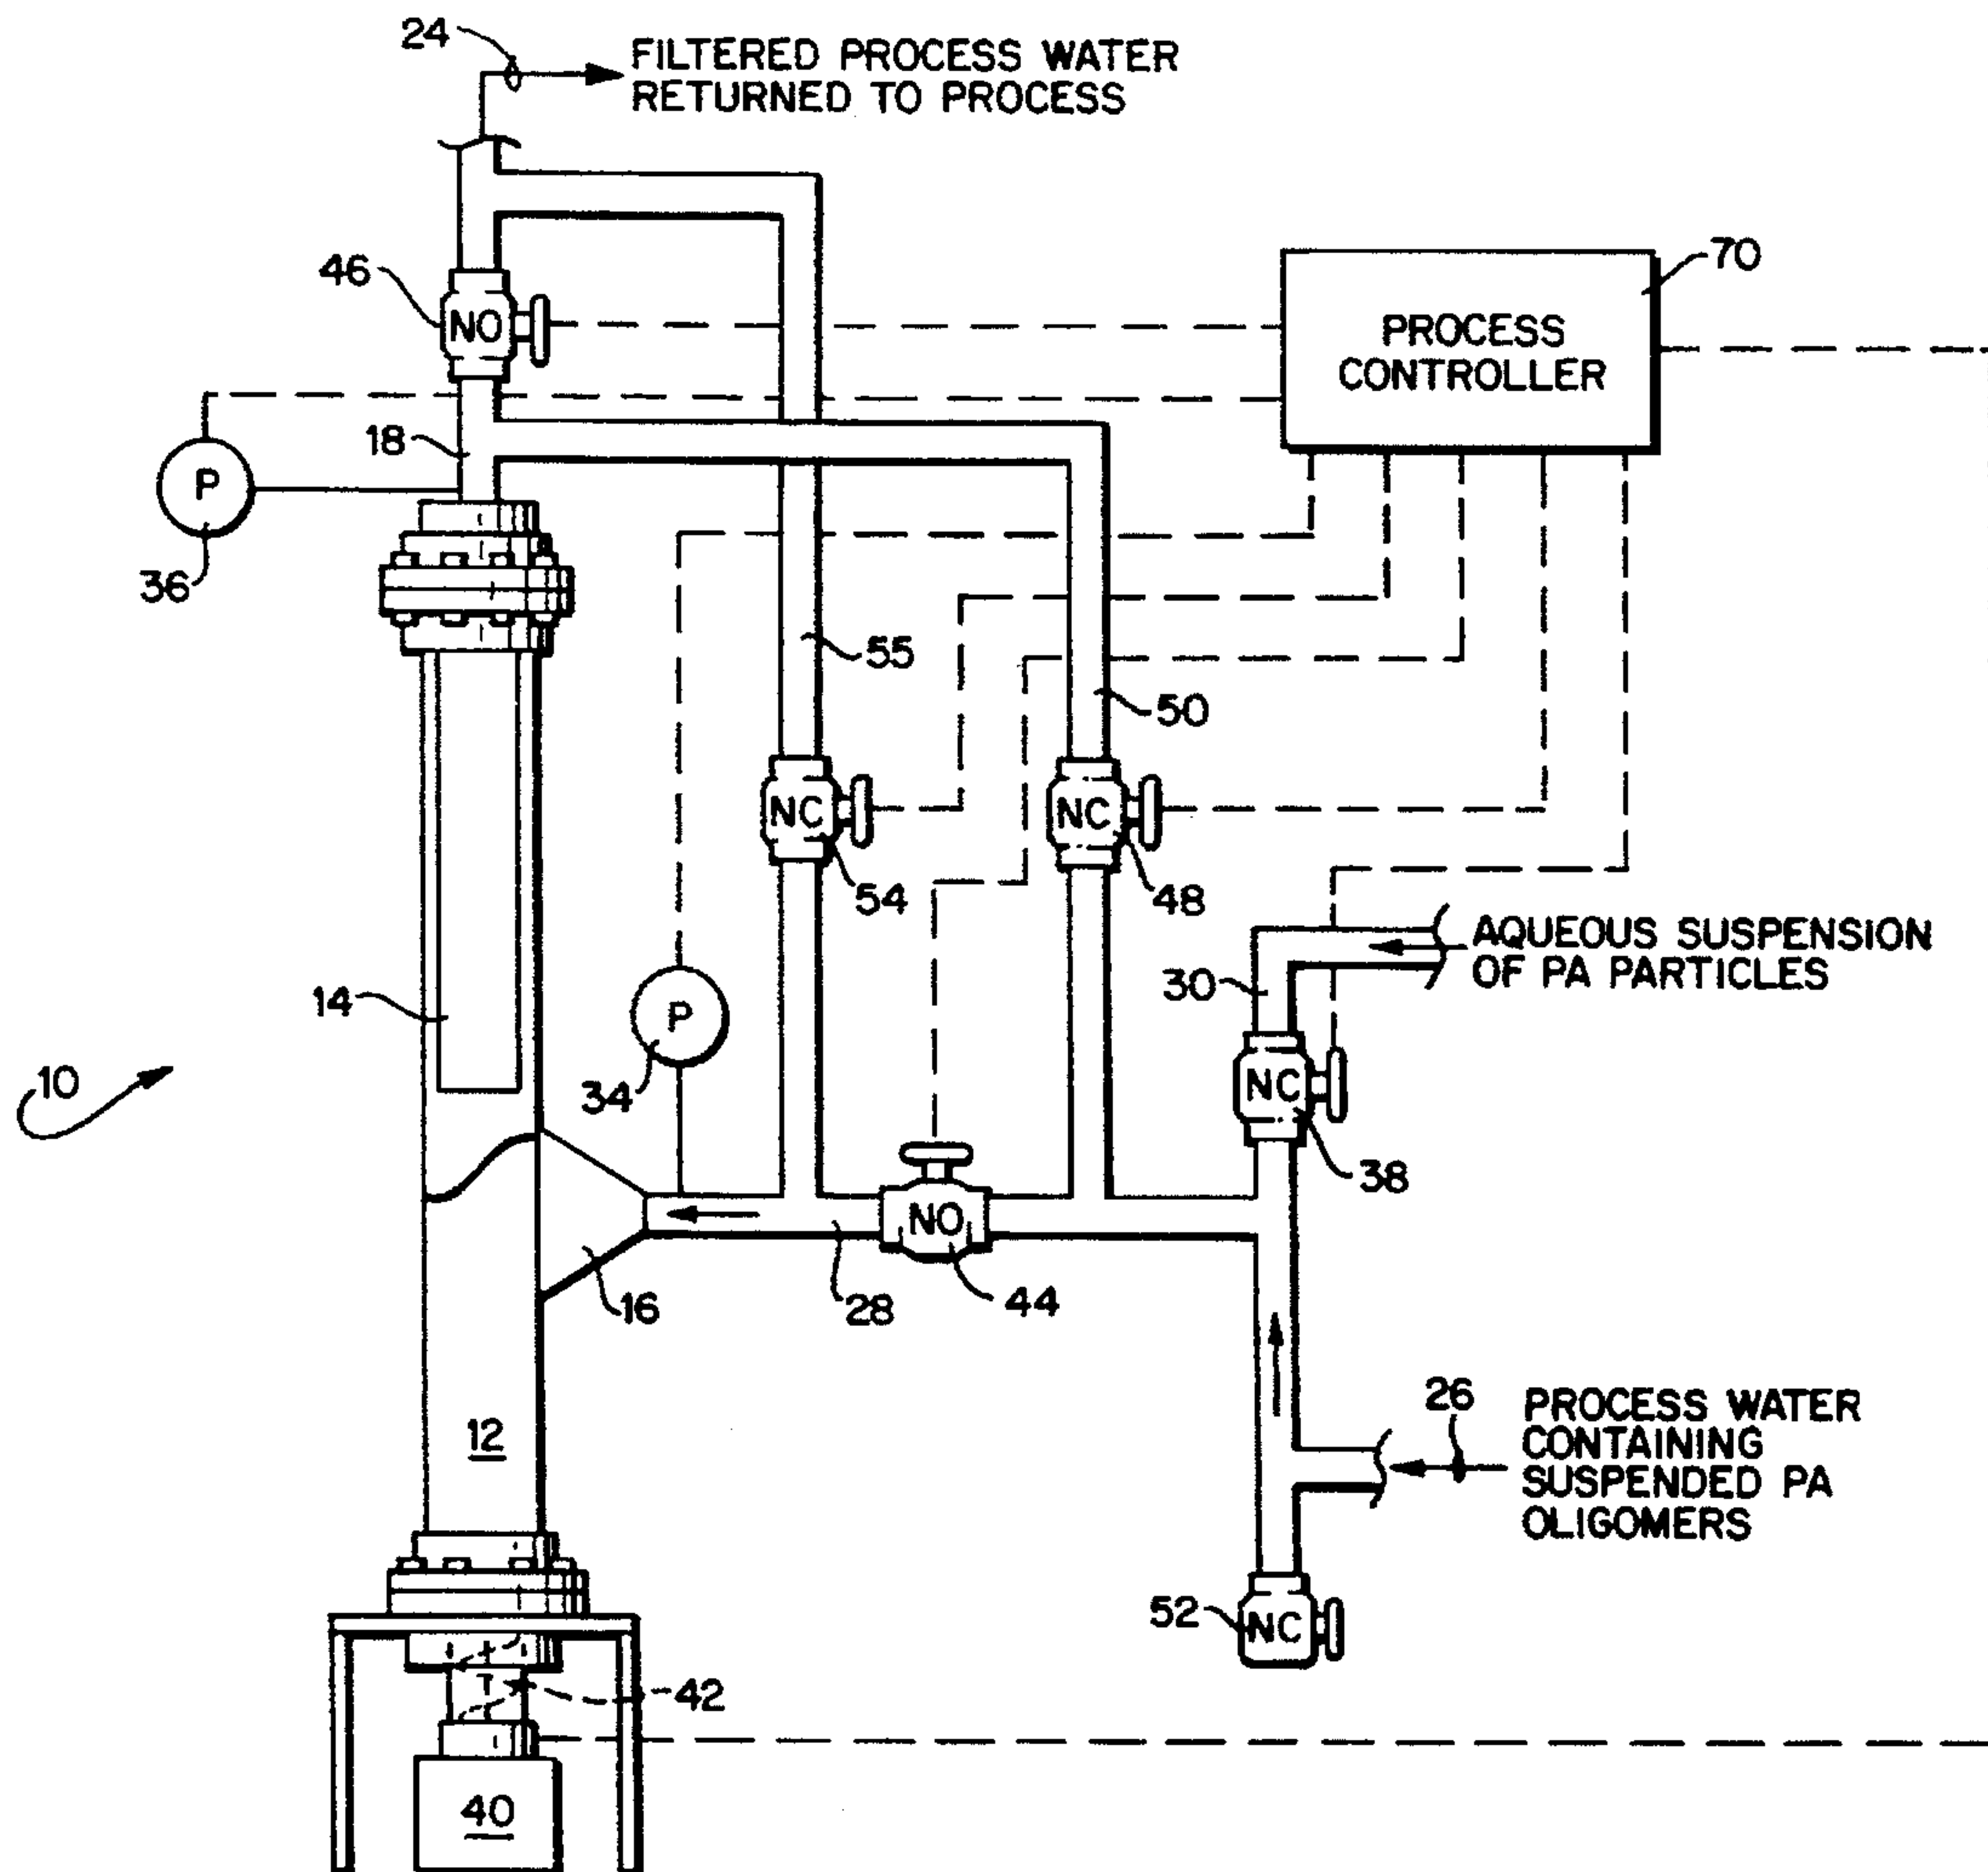 24
FILTERED PROCESS WATER
RETURNED TO PROCESS
46
NO
70
PROCESS
CONTROLLER
18
P
36
55
50
NC
54
NC
48
AQUEOUS SUSPENSION
OF PA PARTICLES
30
14
P
34
10
NC
38
NO
16
28
44
12
26
PROCESS WATER
CONTAINING
SUSPENDED PA
OLIGOMERS
52
NC
42
40